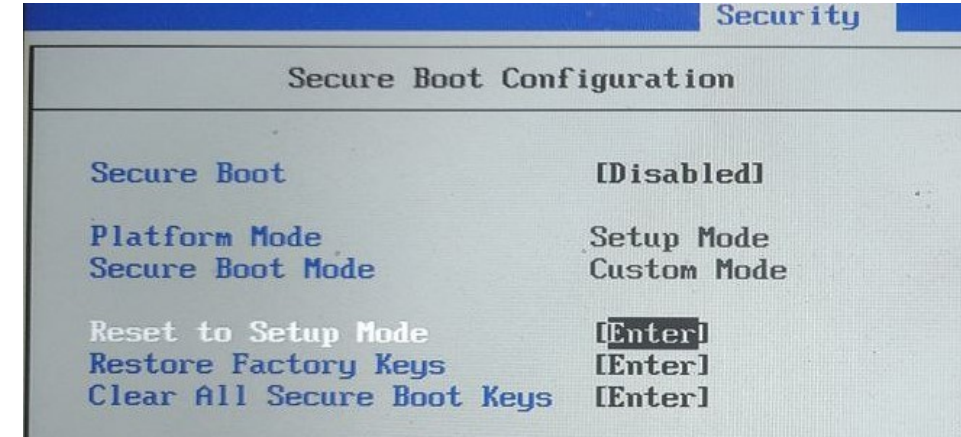 Security
Secure Boot Configuration
Secure Boot [Disabled]
Platform Mode Setup Mode
Secure Boot Mode Custom Mode
Reset to Setup Mode [Enter]
Restore Factory Keys [Enter]
Clear All Secure Boot Keys [Enter]